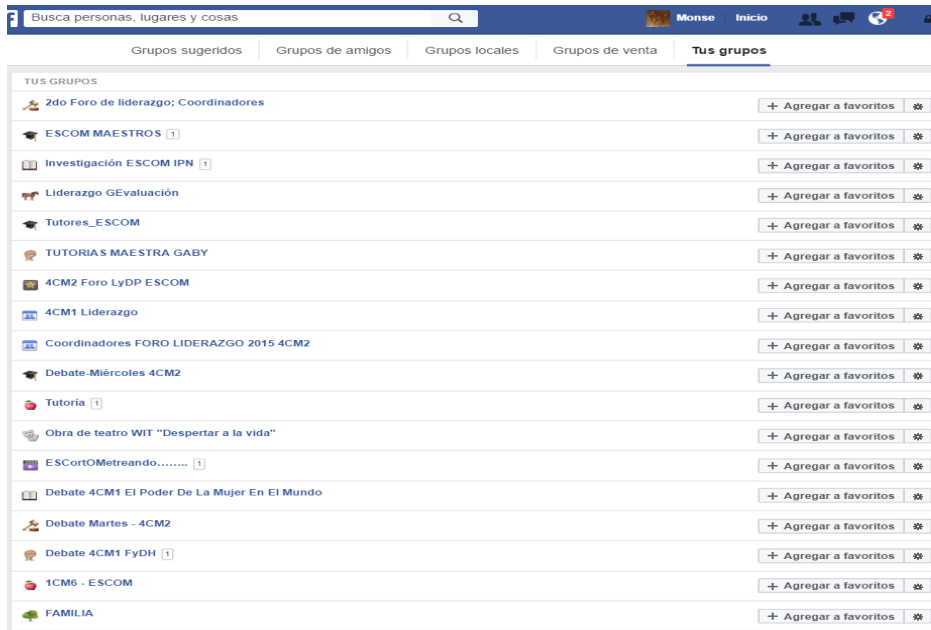 f Busca personas, lugares y cosas Monse Inicio 2
Grupos sugeridos Grupos de amigos Grupos locales Grupos de venta Tus grupos
TUS GRUPOS
2do Foro de liderazgo; Coordinadores + Agregar a favoritos
ESCOM MAESTROS 1 + Agregar a favoritos
Investigación ESCOM IPN 1 + Agregar a favoritos
Liderazgo GEvaluación + Agregar a favoritos
Tutores_ESCOM + Agregar a favoritos
TUTORIAS MAESTRA GABY + Agregar a favoritos
4CM2 Foro LyDP ESCOM + Agregar a favoritos
4CM1 Liderazgo + Agregar a favoritos
Coordinadores FORO LIDERAZGO 2015 4CM2 + Agregar a favoritos
Debate-Miércoles 4CM2 + Agregar a favoritos
Tutoría 1 + Agregar a favoritos
Obra de teatro WIT "Despertar a la vida" + Agregar a favoritos
ESCortOMetreando........ 1 + Agregar a favoritos
Debate 4CM1 El Poder De La Mujer En El Mundo + Agregar a favoritos
Debate Martes - 4CM2 + Agregar a favoritos
Debate 4CM1 FyDH 1 + Agregar a favoritos
1CM6 - ESCOM + Agregar a favoritos
FAMILIA + Agregar a favoritos